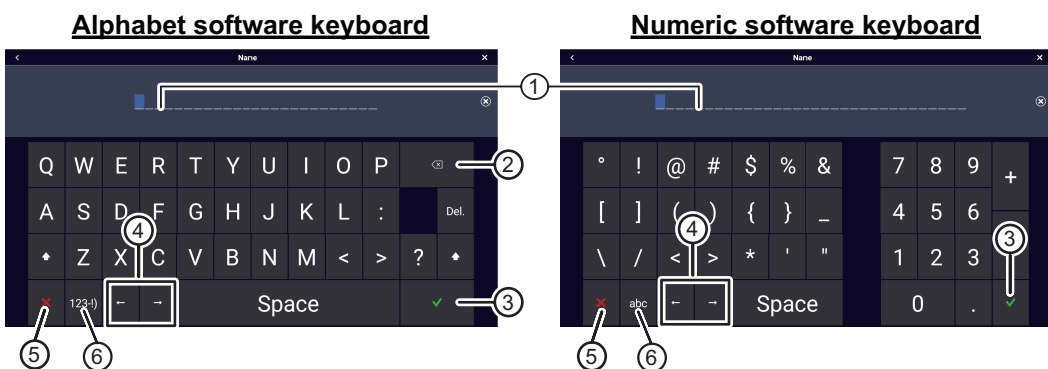 Alphabet software keyboard
< Nane ×
①
Q W E R T Y U I O P ②
A S D F G H J K L : Del.
④
Z X C V B N M < > ?
× 123-!) ← → Space ✓ ③
⑤ ⑥
Numeric software keyboard
< Nane ×
° ! @ # $ % & 7 8 9 +
[ ] ( ) { } _ 4 5 6
④ ③
\ / < > * ' " 1 2 3
× abc ← → Space 0 . ✓
⑤ ⑥